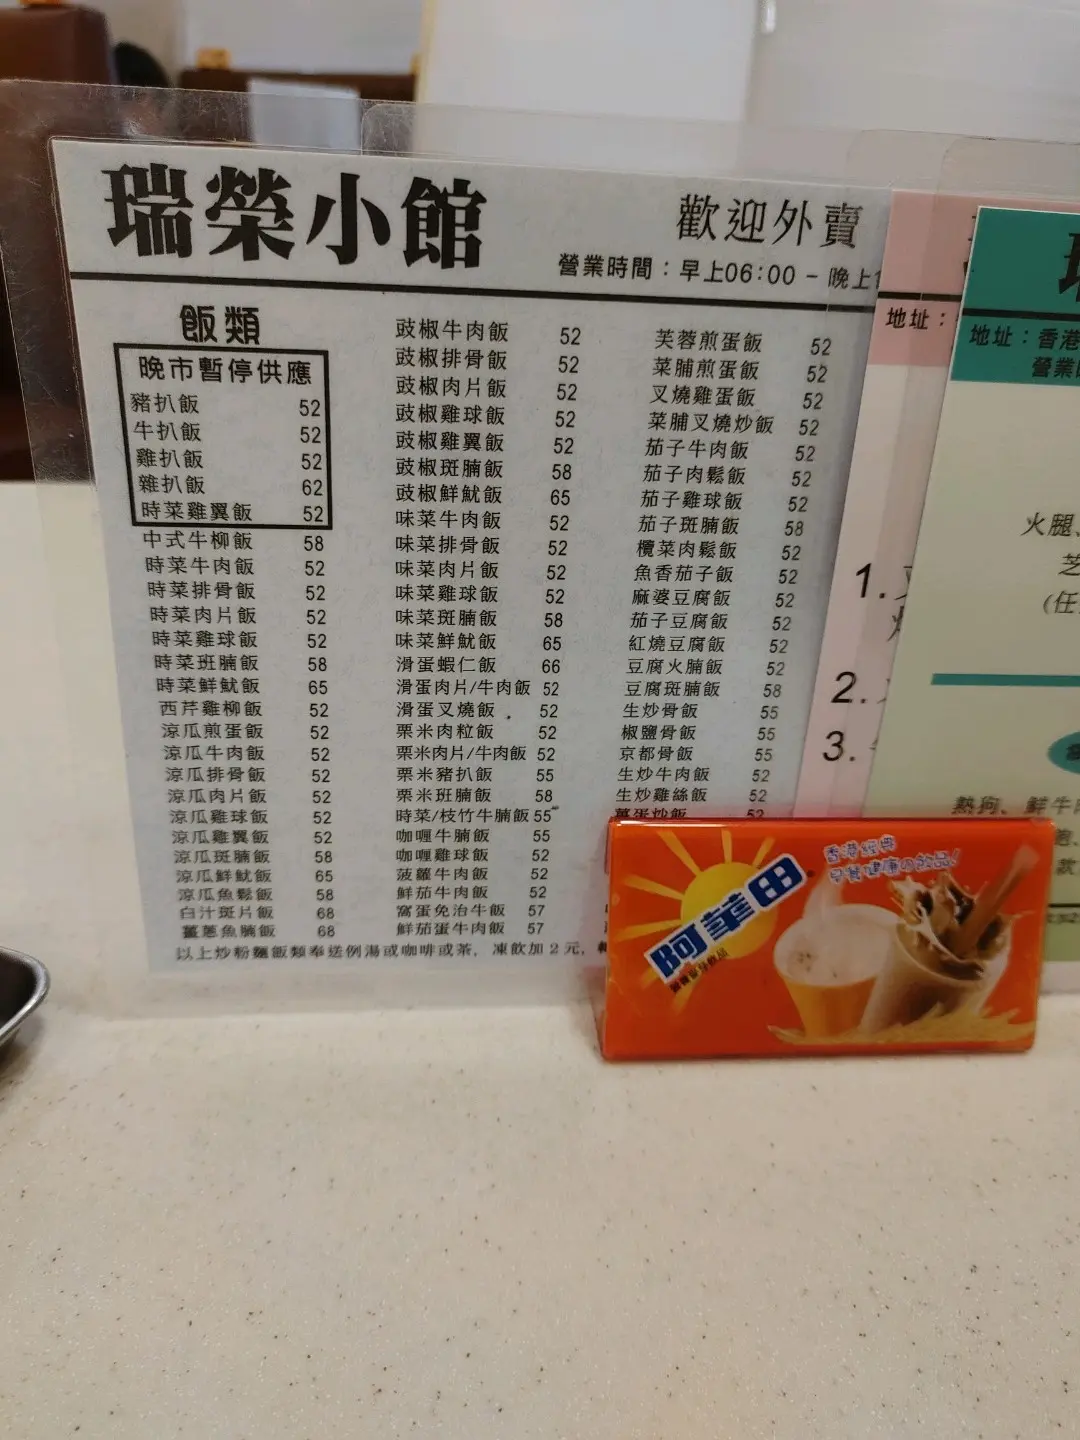 瑞榮小館
歡迎外賣
營業時間：早上06:00 - 晚上
飯類
晚市暫停供應
豬扒飯 52
牛扒飯 52
雞扒飯 52
雜扒飯 62
時菜雞翼飯 52
中式牛柳飯 58
時菜牛肉飯 52
時菜排骨飯 52
時菜肉片飯 52
時菜雞球飯 52
時菜班腩飯 58
時菜鮮魷飯 65
西芹雞柳飯 52
涼瓜煎蛋飯 52
涼瓜牛肉飯 52
涼瓜排骨飯 52
涼瓜肉片飯 52
涼瓜雞球飯 52
涼瓜雞翼飯 52
涼瓜斑腩飯 58
涼瓜鮮魷飯 65
涼瓜魚鬆飯 58
白汁斑片飯 68
薑蔥魚腩飯 68
豉椒牛肉飯 52
豉椒排骨飯 52
豉椒肉片飯 52
豉椒雞球飯 52
豉椒雞翼飯 52
豉椒斑腩飯 58
豉椒鮮魷飯 65
味菜牛肉飯 52
味菜排骨飯 52
味菜肉片飯 52
味菜雞球飯 52
味菜斑腩飯 58
味菜鮮魷飯 65
滑蛋蝦仁飯 66
滑蛋肉片/牛肉飯 52
滑蛋叉燒飯 52
粟米肉粒飯 52
粟米肉片/牛肉飯 52
粟米豬扒飯 55
粟米班腩飯 58
時菜/枝竹牛腩飯 55
咖喱牛腩飯 55
咖喱雞球飯 52
菠蘿牛肉飯 52
鮮茄牛肉飯 52
窩蛋免治牛飯 57
鮮茄蛋牛肉飯 57
芙蓉煎蛋飯 52
菜脯煎蛋飯 52
叉燒雞蛋飯 52
菜脯叉燒炒飯 52
茄子牛肉飯 52
茄子肉鬆飯 52
茄子雞球飯 52
茄子斑腩飯 58
欖菜肉鬆飯 52
魚香茄子飯 52
麻婆豆腐飯 52
茄子豆腐飯 52
紅燒豆腐飯 52
豆腐火腩飯 52
豆腐斑腩飯 58
生炒骨飯 55
椒鹽骨飯 55
京都骨飯 55
生炒牛肉飯 52
生炒雞絲飯 52
以上炒粉麵飯類奉送例湯或咖啡或茶, 凍飲加2元,
地址：
1.
2.
3.
地址：香港
營業
火腿、
芝
(任
熱狗、鮮牛
香港經典
早餐健康の飲品!
阿華田